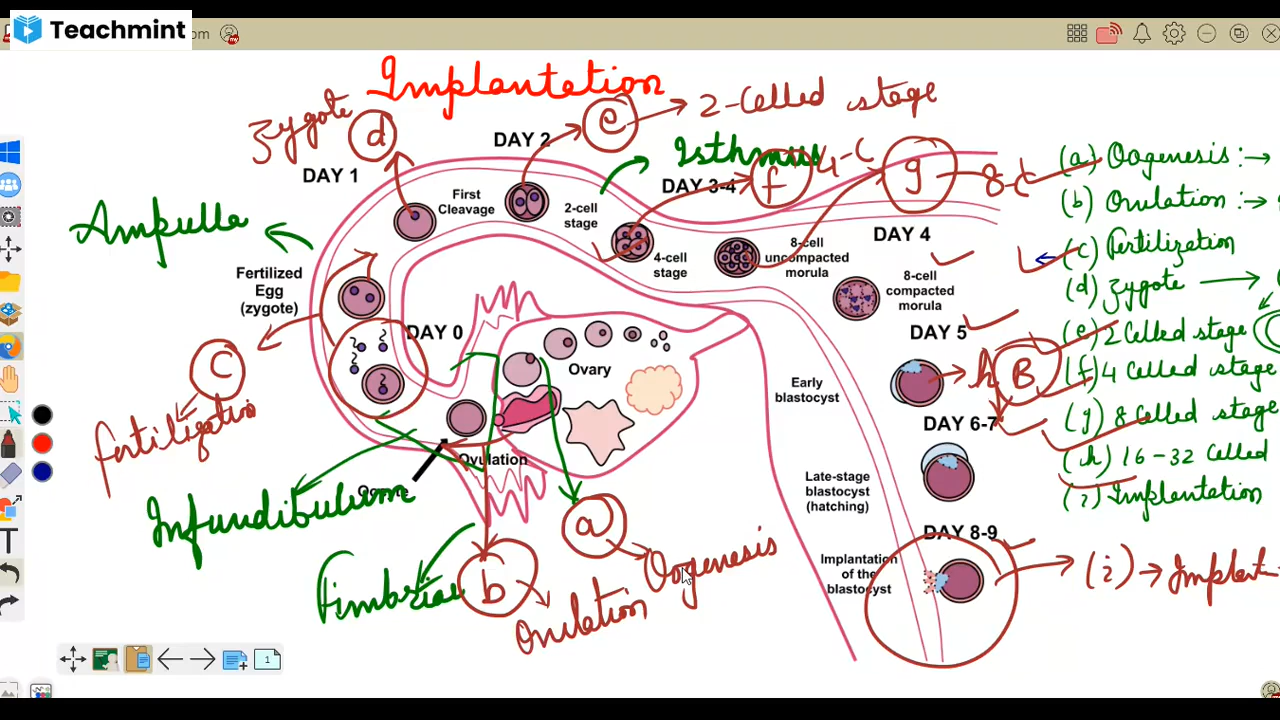 Teachmint
om
Implantation
Zygote
d
e
2-Celled stage
DAY 2
Isthmus
f
4-C
g
8-C
DAY 1
DAY 3-4
First
Cleavage
2-cell
stage
4-cell
stage
8-cell
uncompacted
morula
DAY 4
8-cell
compacted
morula
Ampulla
Fertilized
Egg
(zygote)
DAY 0
Ovary
C
Fertilization
DAY 5
h
B
Early
blastocyst
DAY 6-7
Ovulation
Infundibulum
Late-stage
blastocyst
(hatching)
a
Oogenesis
DAY 8-9
Fimbriae
b
Ovulation
Implantation
of the
blastocyst
(i) → Implant
(a) Oogenesis :→
(b) Ovulation :→
(c) Fertilization
(d) Zygote →
(e) 2 Celled stage
(f) 4 Celled stage
(g) 8 Celled stage
(h) 16-32 Celled
(i) Implantation
T
1